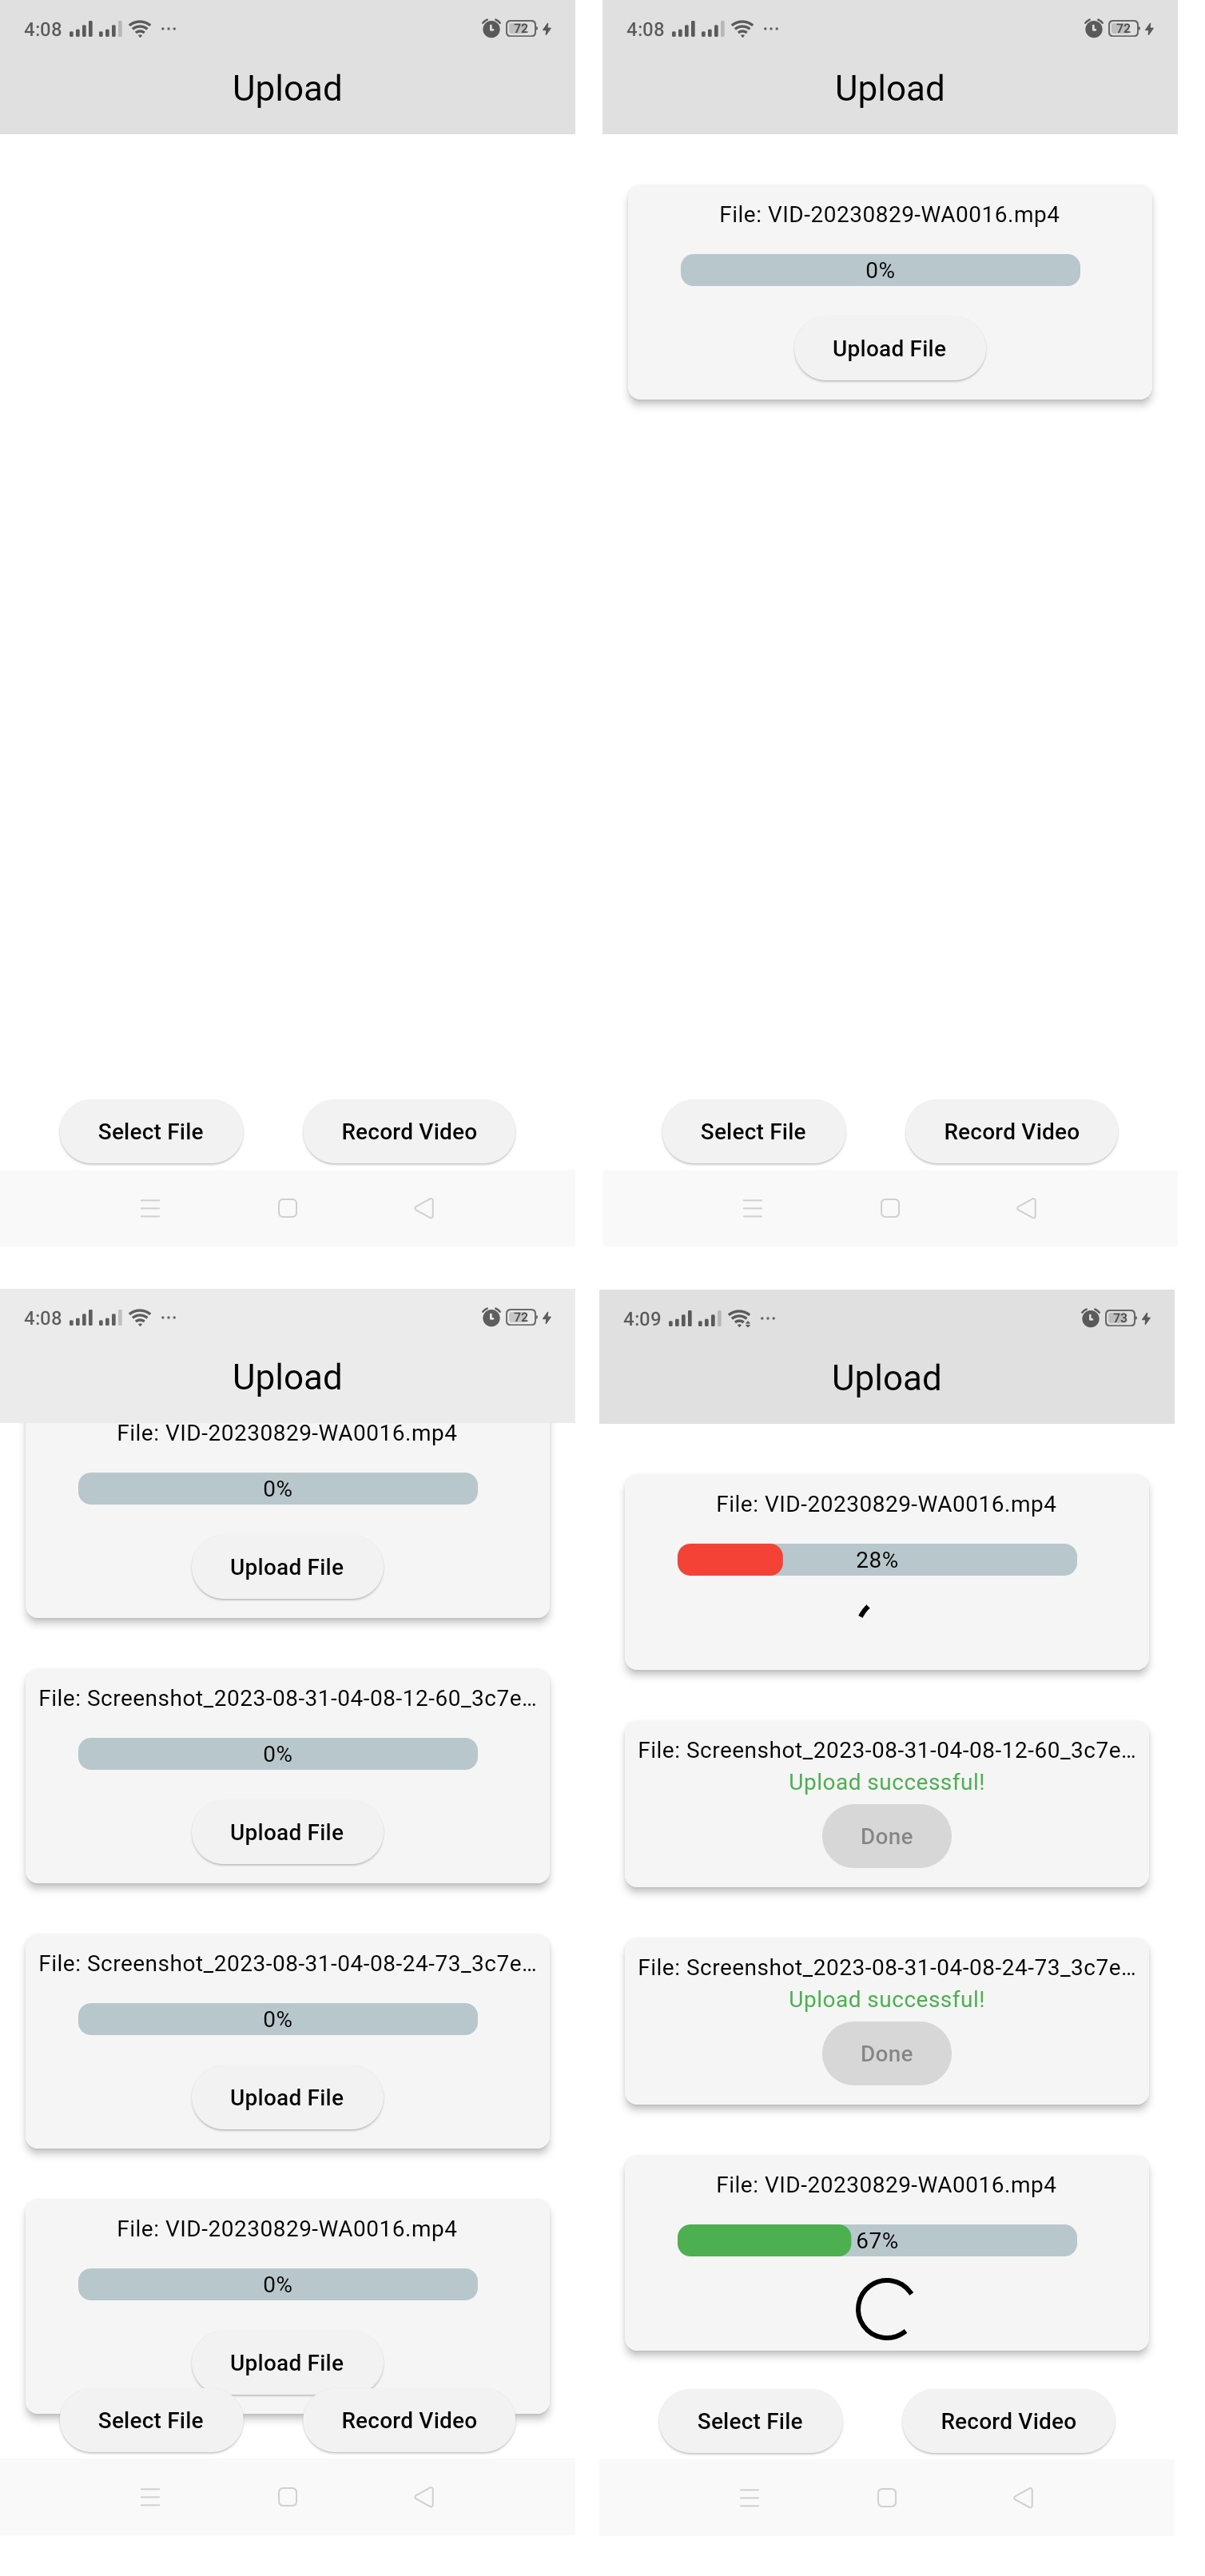 4:08
72
Upload
Select File
Record Video
4:08
72
Upload
File: VID-20230829-WA0016.mp4
0%
Upload File
Select File
Record Video
4:08
72
Upload
File: VID-20230829-WA0016.mp4
0%
Upload File
File: Screenshot_2023-08-31-04-08-12-60_3c7e...
0%
Upload File
File: Screenshot_2023-08-31-04-08-24-73_3c7e...
0%
Upload File
File: VID-20230829-WA0016.mp4
0%
Upload File
Select File
Record Video
4:09
73
Upload
File: VID-20230829-WA0016.mp4
28%
File: Screenshot_2023-08-31-04-08-12-60_3c7e...
Upload successful!
Done
File: Screenshot_2023-08-31-04-08-24-73_3c7e...
Upload successful!
Done
File: VID-20230829-WA0016.mp4
67%
Select File
Record Video